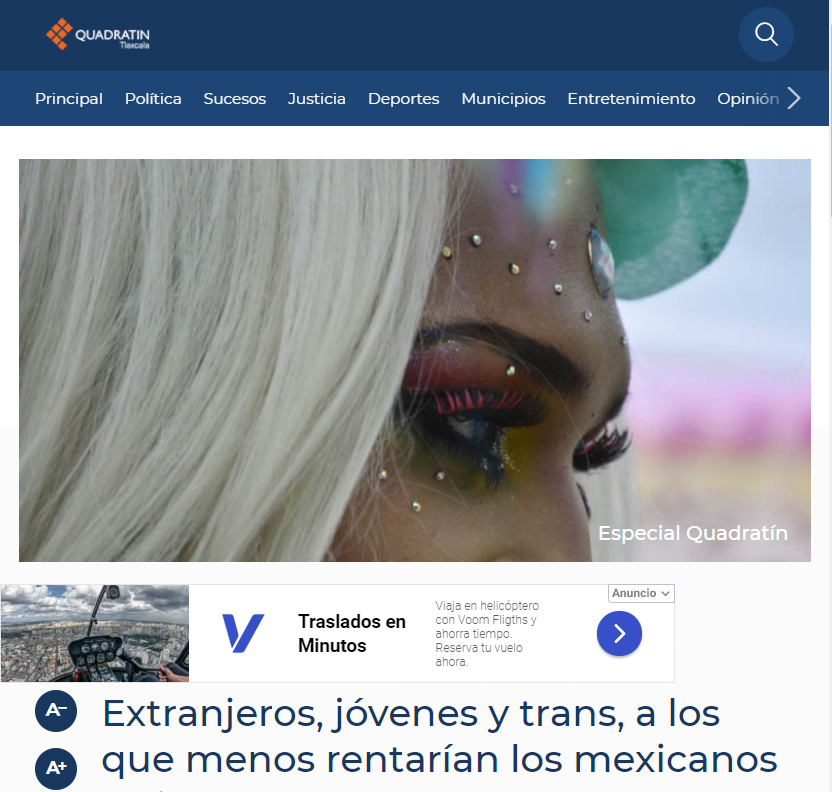 QUADRATIN
Tlaxcala
Principal Política Sucesos Justicia Deportes Municipios Entretenimiento Opinión
Especial Quadratín
Anuncio
Traslados en
Minutos
Viaja en helicóptero
con Voom Fligths y
ahorra tiempo.
Reserva tu vuelo
ahora.
A−
A+
Extranjeros, jóvenes y trans, a los
que menos rentarían los mexicanos